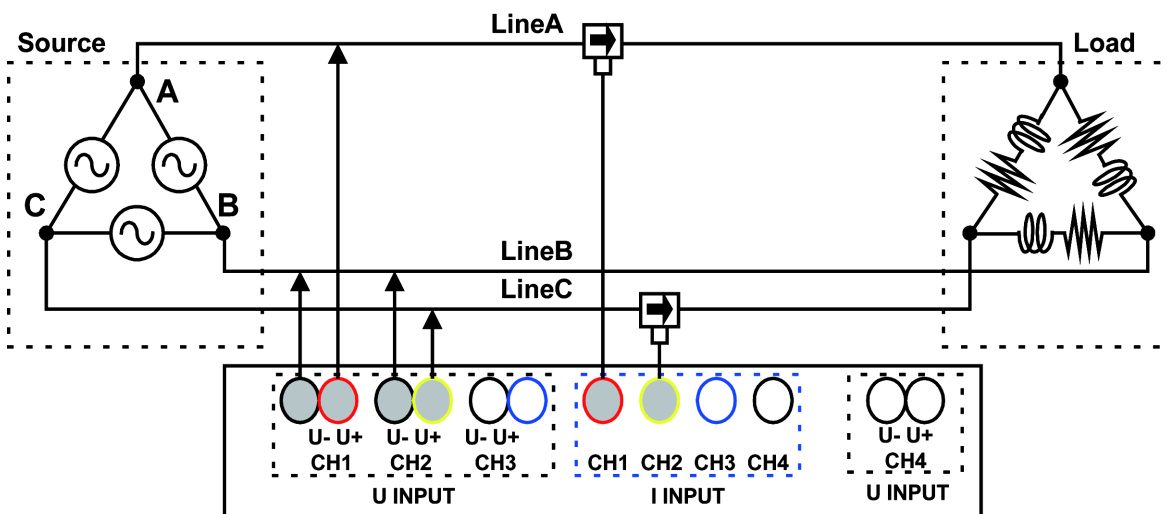 LineA
Source
Load
A
C
B
LineB
LineC
U- U+ U- U+ U- U+
CH1 CH2 CH3
U INPUT
CH1 CH2 CH3 CH4
I INPUT
U- U+
CH4
U INPUT